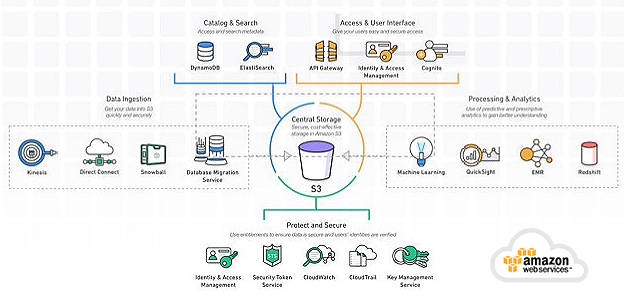 Catalog & Search
Access and search metadata
DynamoDB
ElastiSearch
Access & User Interface
Give your users easy and secure access
API Gateway
Identity & Access
Management
Cognite
Data Ingestion
Get your data into S3
quickly and securely
Kinesis
Direct Connect
Snowball
Database Migration
Service
Central Storage
Secure, cost effective
storage in Amazon S3
S3
Processing & Analytics
Use of predictive and prescriptive
analytics to gain better understanding
Machine Learning
QuickSight
EMR
Redshift
Protect and Secure
Use entitlements to ensure data is secure and users' identities are verified
Identity & Access
Management
STS
Security Token
Service
CloudWatch
CloudTrail
Key Management
Service
amazon
web services™